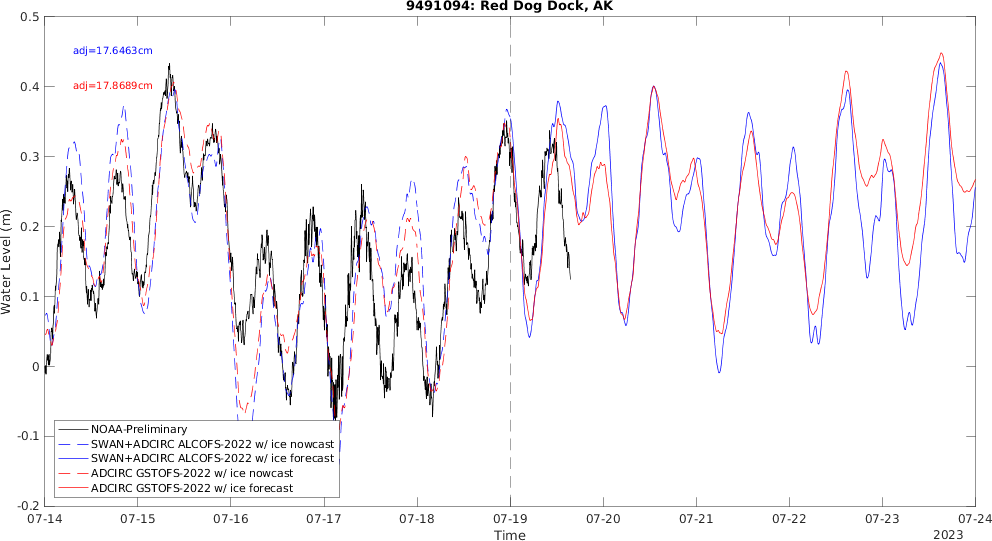 9491094: Red Dog Dock, AK
0.5
adj=17.6463cm
0.4
adj=17.8689cm
0.3
0.2
Water Level (m)
0.1
0
-0.1
NOAA-Preliminary
SWAN+ADCIRC ALCOFS-2022 w/ ice nowcast
SWAN+ADCIRC ALCOFS-2022 w/ ice forecast
ADCIRC GSTOFS-2022 w/ ice nowcast
ADCIRC GSTOFS-2022 w/ ice forecast
-0.2
07-14 07-15 07-16 07-17 07-18 07-19 07-20 07-21 07-22 07-23 07-24
Time
2023